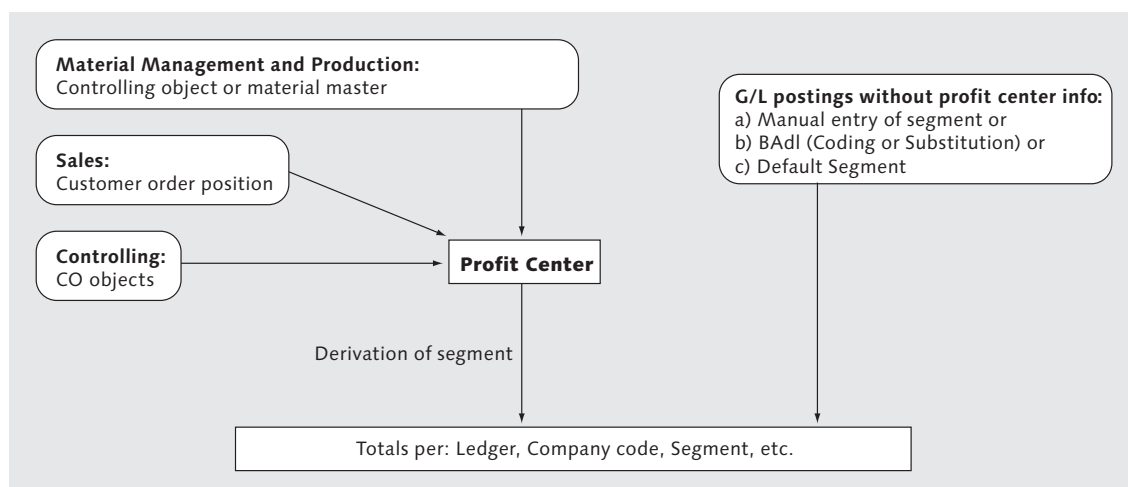 Material Management and Production:
Controlling object or material master
Sales:
Customer order position
Controlling:
CO objects
G/L postings without profit center info:
a) Manual entry of segment or
b) BAdl (Coding or Substitution) or
c) Default Segment
Profit Center
Derivation of segment
Totals per: Ledger, Company code, Segment, etc.